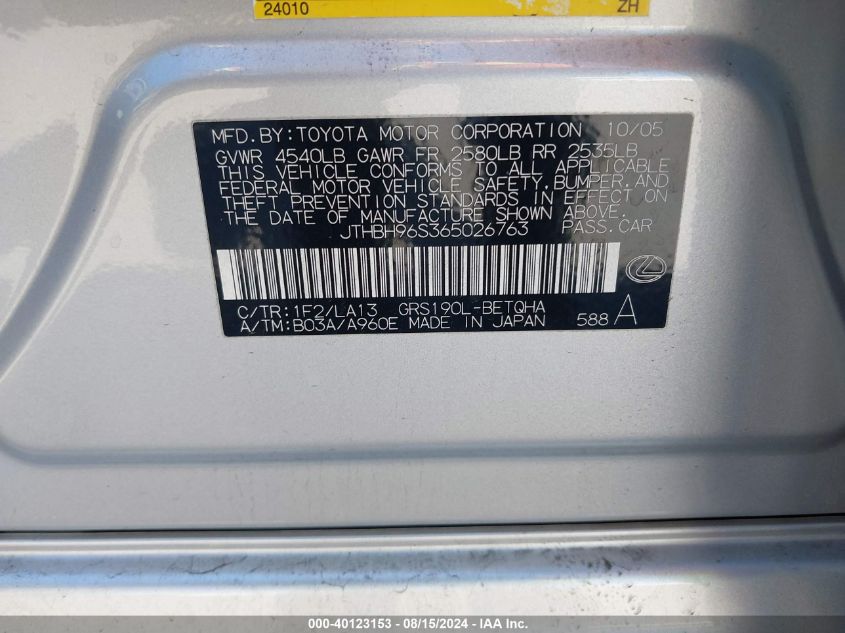 24010 ZH
MFD.BY:TOYOTA MOTOR CORPORATION 10/05
GVWR 4540LB GAWR FR 2580LB RR 2535LB
THIS VEHICLE CONFORMS TO ALL APPLICABLE
FEDERAL MOTOR VEHICLE SAFETY,BUMPER,AND
THEFT PREVENTION STANDARDS IN EFFECT ON
THE DATE OF MANUFACTURE SHOWN ABOVE.
JTHBH96S365026763 PASS.CAR
C/TR:1F2/LA13 GRS190L-BETQHA
A/TM:B03A/A960E MADE IN JAPAN 588 A
000-40123153 - 08/15/2024 - IAA Inc.